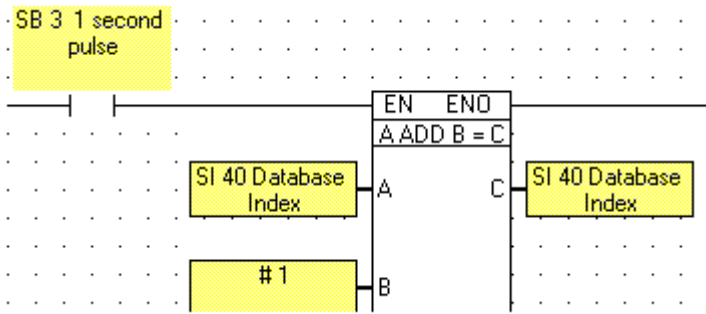 SB 3 1 second
pulse
EN ENO
A ADD B = C
SI 40 Database
Index
A
C
SI 40 Database
Index
# 1
B